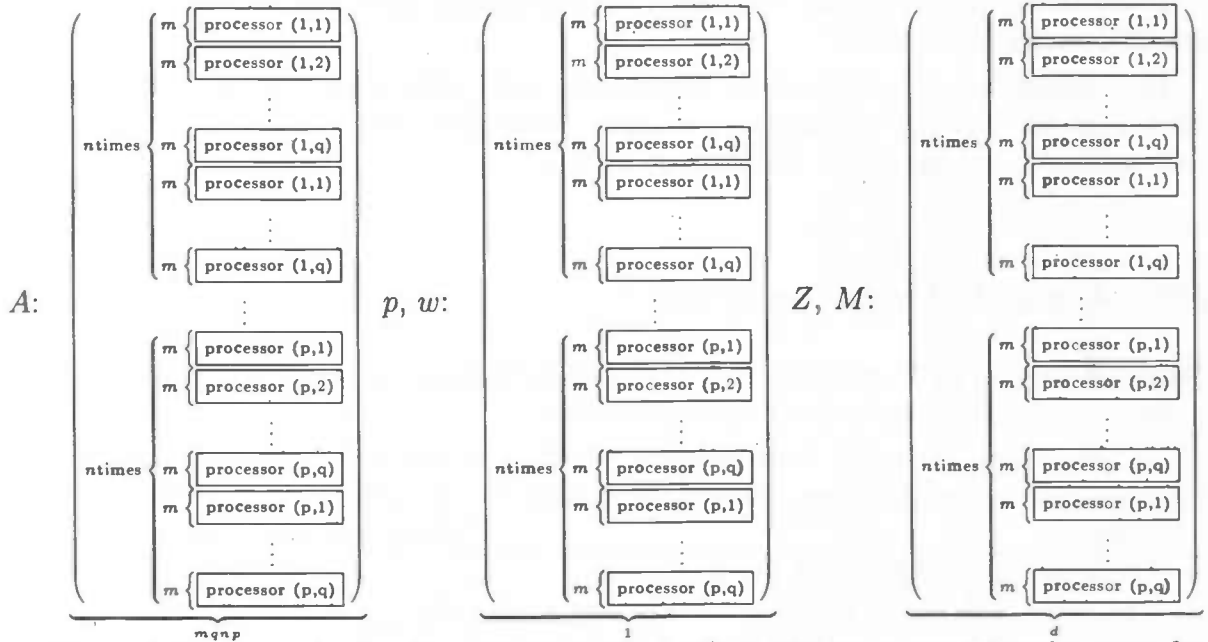 A:
ntimes
m { processor (1,1)
m { processor (1,2)
⋮
m { processor (1,q)
m { processor (1,1)
⋮
m { processor (1,q)
⋮
ntimes
m { processor (p,1)
m { processor (p,2)
⋮
m { processor (p,q)
m { processor (p,1)
⋮
m { processor (p,q)
mqnp
p, w:
ntimes
m { processor (1,1)
m { processor (1,2)
⋮
m { processor (1,q)
m { processor (1,1)
⋮
m { processor (1,q)
⋮
ntimes
m { processor (p,1)
m { processor (p,2)
⋮
m { processor (p,q)
m { processor (p,1)
⋮
m { processor (p,q)
1
Z, M:
ntimes
m { processor (1,1)
m { processor (1,2)
⋮
m { processor (1,q)
m { processor (1,1)
⋮
m { processor (1,q)
⋮
ntimes
m { processor (p,1)
m { processor (p,2)
⋮
m { processor (p,q)
m { processor (p,1)
⋮
m { processor (p,q)
d